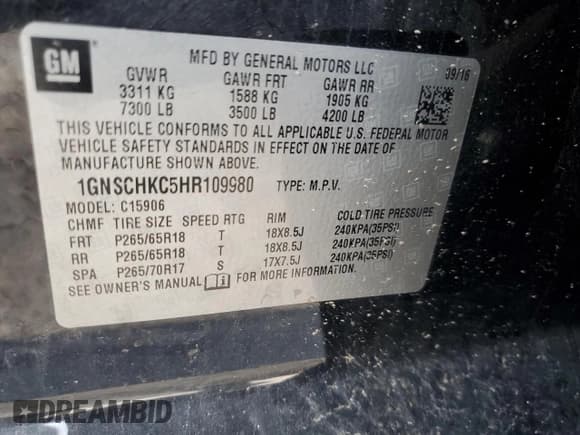 GM
MFD BY GENERAL MOTORS LLC
09/16
GVWR GAWR FRT GAWR RR
3311 KG 1588 KG 1905 KG
7300 LB 3500 LB 4200 LB
THIS VEHICLE CONFORMS TO ALL APPLICABLE U.S. FEDERAL MOTOR
VEHICLE SAFETY STANDARDS IN EFFECT ON THE DATE OF
MANUFACTURE SHOWN ABOVE.
1GNSCHKC5HR109980 TYPE: M.P.V.
MODEL: C15906
CHMF TIRE SIZE SPEED RTG RIM COLD TIRE PRESSURE
FRT P265/65R18 T 18X8.5J 240KPA(35PSI)
RR P265/65R18 T 18X8.5J 240KPA(35PSI)
SPA P265/70R17 S 17X7.5J 240KPA(35PSI)
SEE OWNER'S MANUAL FOR MORE INFORMATION.
DREAMBID